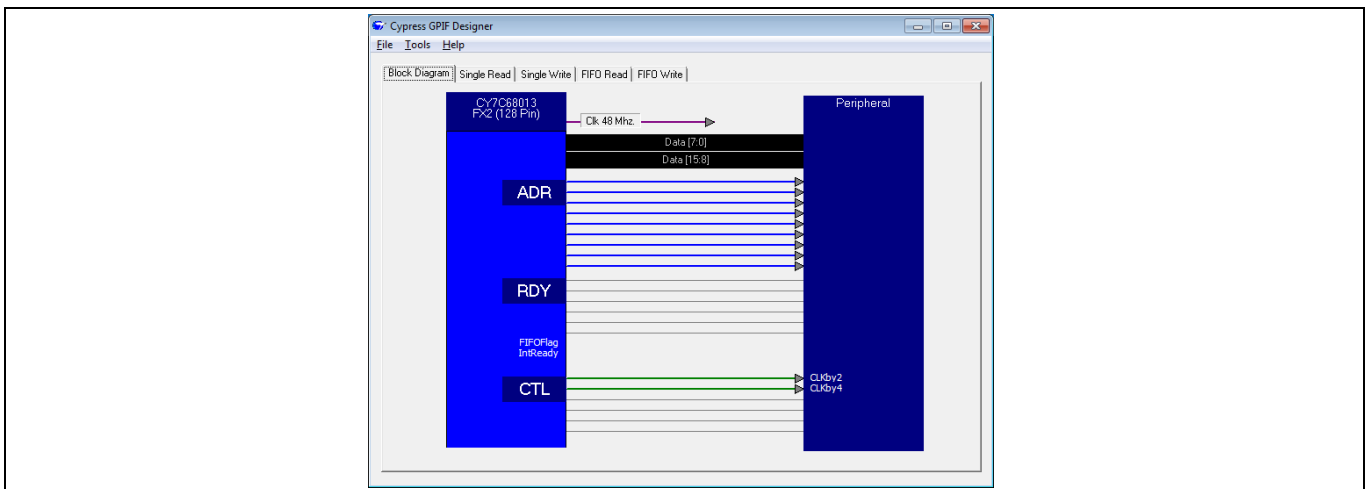 Cypress GPIF Designer
File Tools Help
Block Diagram Single Read Single Write FIFO Read FIFO Write
CY7C68013
FX2 (128 Pin)
Peripheral
Clk 48 Mhz.
Data [7:0]
Data [15:8]
ADR
RDY
FIFOFlag
IntReady
CTL
CLKby2
CLKby4